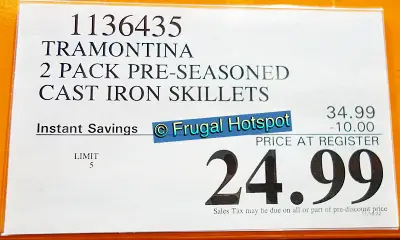 1136435
TRAMONTINA
2 PACK PRE-SEASONED
CAST IRON SKILLETS
34.99
Instant Savings -10.00
© Frugal Hotspot
PRICE AT REGISTER
LIMIT
5
24.99
Sales Tax may be due on all or part of pre-discount price